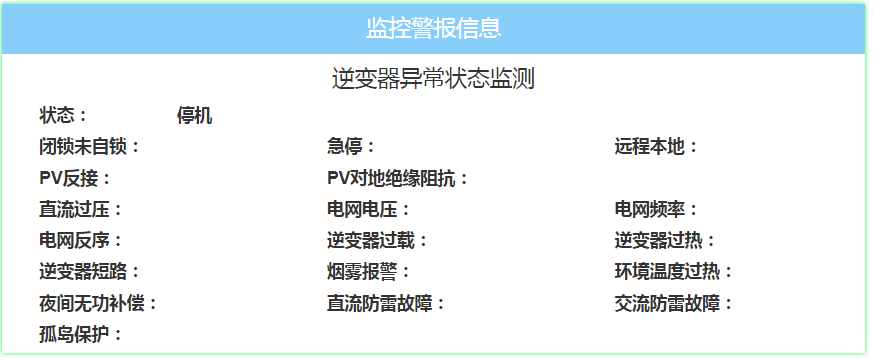 监控警报信息
逆变器异常状态监测
状态： 停机
闭锁未自锁： 急停： 远程本地：
PV反接： PV对地绝缘阻抗：
直流过压： 电网电压： 电网频率：
电网反序： 逆变器过载： 逆变器过热：
逆变器短路： 烟雾报警： 环境温度过热：
夜间无功补偿： 直流防雷故障： 交流防雷故障：
孤岛保护：